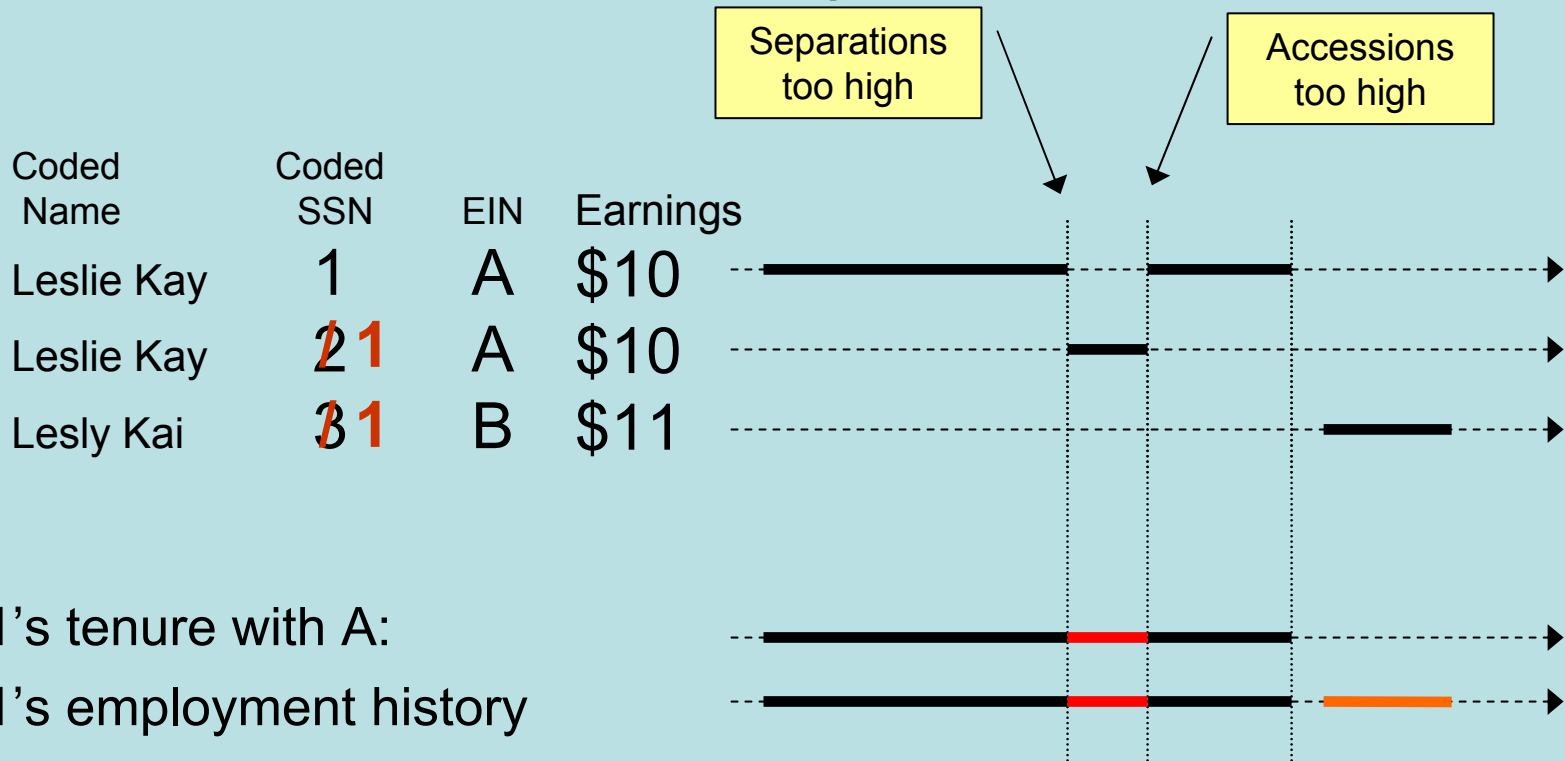 Separations
too high
Accessions
too high
Coded
Name
Coded
SSN
EIN
Earnings
Leslie Kay 1 A $10
Leslie Kay 2 1 A $10
Lesly Kai 3 1 B $11
1's tenure with A:
1's employment history